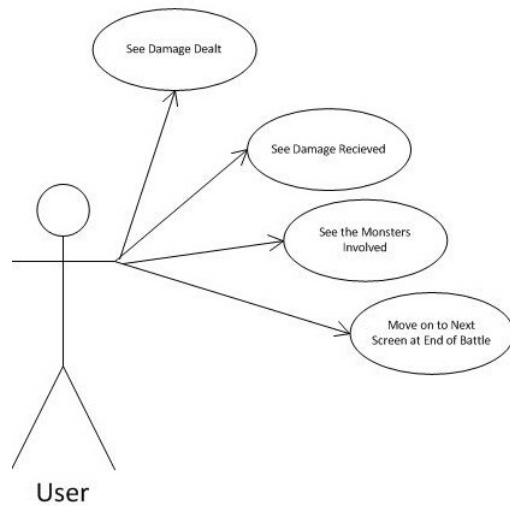 See Damage Dealt
See Damage Recieved
See the Monsters
Involved
Move on to Next
Screen at End of Battle
User